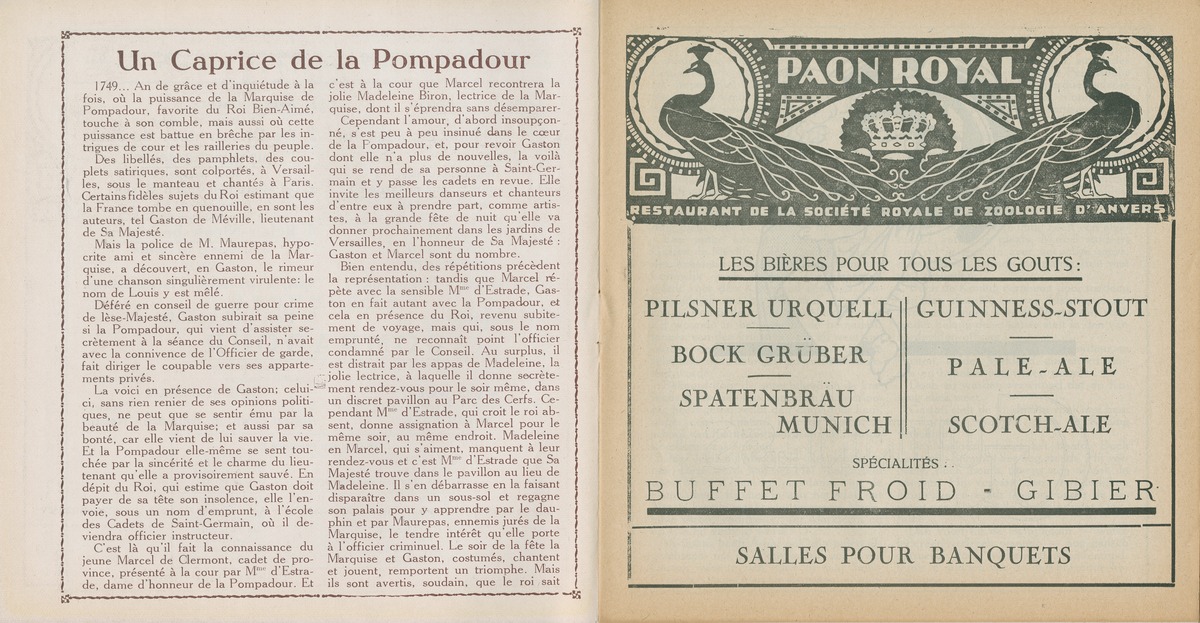 Un Caprice de la Pompadour
1749... An de grâce et d'inquiétude à la
fois, où la puissance de la Marquise de
Pompadour, favorite du Roi Bien-Aimé,
touche à son comble, mais aussi où cette
puissance est battue en brêche par les in-
trigues de cour et les railleries du peuple.
Des libellés, des pamphlets, des cou-
plets satiriques, sont colportés, à Versail-
les, sous le manteau et chantés à Paris.
Certains fidèles sujets du Roi estimant que
la France tombe en quenouille, en sont les
auteurs, tel Gaston de Méville, lieutenant
de Sa Majesté.
Mais la police de M. Maurepas, hypo-
crite ami et sincère ennemi de la Mar-
quise, a découvert, en Gaston, le rimeur
d'une chanson singulièrement virulente: le
nom de Louis y est mêlé.
Déféré en conseil de guerre pour crime
de lèse-Majesté, Gaston subirait sa peine
si la Pompadour, qui vient d'assister se-
crètement à la séance du Conseil, n'avait
avec la connivence de l'Officier de garde,
fait diriger le coupable vers ses apparte-
ments privés.
La voici en présence de Gaston; celui-
ci, sans rien renier de ses opinions politi-
ques, ne peut que se sentir ému par la
beauté de la Marquise; et aussi par sa
bonté, car elle vient de lui sauver la vie.
Et la Pompadour elle-même se sent tou-
chée par la sincérité et le charme du lieu-
tenant qu'elle a provisoirement sauvé. En
dépit du Roi, qui estime que Gaston doit
payer de sa tête son insolence, elle l'en-
voie, sous un nom d'emprunt, à l'école
des Cadets de Saint-Germain, où il de-
viendra officier instructeur.
C'est là qu'il fait la connaissance du
jeune Marcel de Clermont, cadet de pro-
vince, présenté à la cour par Mme d'Estra-
de, dame d'honneur de la Pompadour. Et
c'est à la cour que Marcel recontrera la
jolie Madeleine Biron, lectrice de la Mar-
quise, dont il s'éprendra sans désemparer-
Cependant l'amour, d'abord insoupçon-
né, s'est peu à peu insinué dans le cœur
de la Pompadour, et, pour revoir Gaston
dont elle n'a plus de nouvelles, la voilà
qui se rend de sa personne à Saint-Ger-
main et y passe les cadets en revue. Elle
invite les meilleurs danseurs et chanteurs
d'entre eux à prendre part, comme artis-
tes, à la grande fête de nuit qu'elle va
donner prochainement dans les jardins de
Versailles, en l'honneur de Sa Majesté :
Gaston et Marcel sont du nombre.
Bien entendu, des répétitions précèdent
la représentation : tandis que Marcel ré-
pète avec la sensible Mme d'Estrade, Gas-
ton en fait autant avec la Pompadour, et
cela en présence du Roi, revenu subite-
ment de voyage, mais qui, sous le nom
emprunté, ne reconnaît point l'officier
condamné par le Conseil. Au surplus, il
est distrait par les appas de Madeleine, la
jolie lectrice, à laquelle il donne secrète-
ment rendez-vous pour le soir même, dans
un discret pavillon au Parc des Cerfs. Ce-
pendant Mme d'Estrade, qui croit le roi ab-
sent, donne assignation à Marcel pour le
même soir, au même endroit. Madeleine
en Marcel, qui s'aiment, manquent à leur
rendez-vous et c'est Mme d'Estrade que Sa
Majesté trouve dans le pavillon au lieu de
Madeleine. Il s'en débarrasse en la faisant
disparaître dans un sous-sol et regagne
son palais pour y apprendre par le dau-
phin et par Maurepas, ennemis jurés de la
Marquise, le tendre intérêt qu'elle porte
à l'officier criminel. Le soir de la fête la
Marquise et Gaston, costumés, chantent
et jouent, remportent un triomphe. Mais
ils sont avertis, soudain, que le roi sait
PAON ROYAL
RESTAURANT DE LA SOCIÉTÉ ROYALE DE ZOOLOGIE D'ANVERS
LES BIÈRES POUR TOUS LES GOUTS:
PILSNER URQUELL
BOCK GRÜBER
SPATENBRÄU
MUNICH
GUINNESS-STOUT
PALE-ALE
SCOTCH-ALE
SPÉCIALITÉS..
BUFFET FROID - GIBIER
SALLES POUR BANQUETS